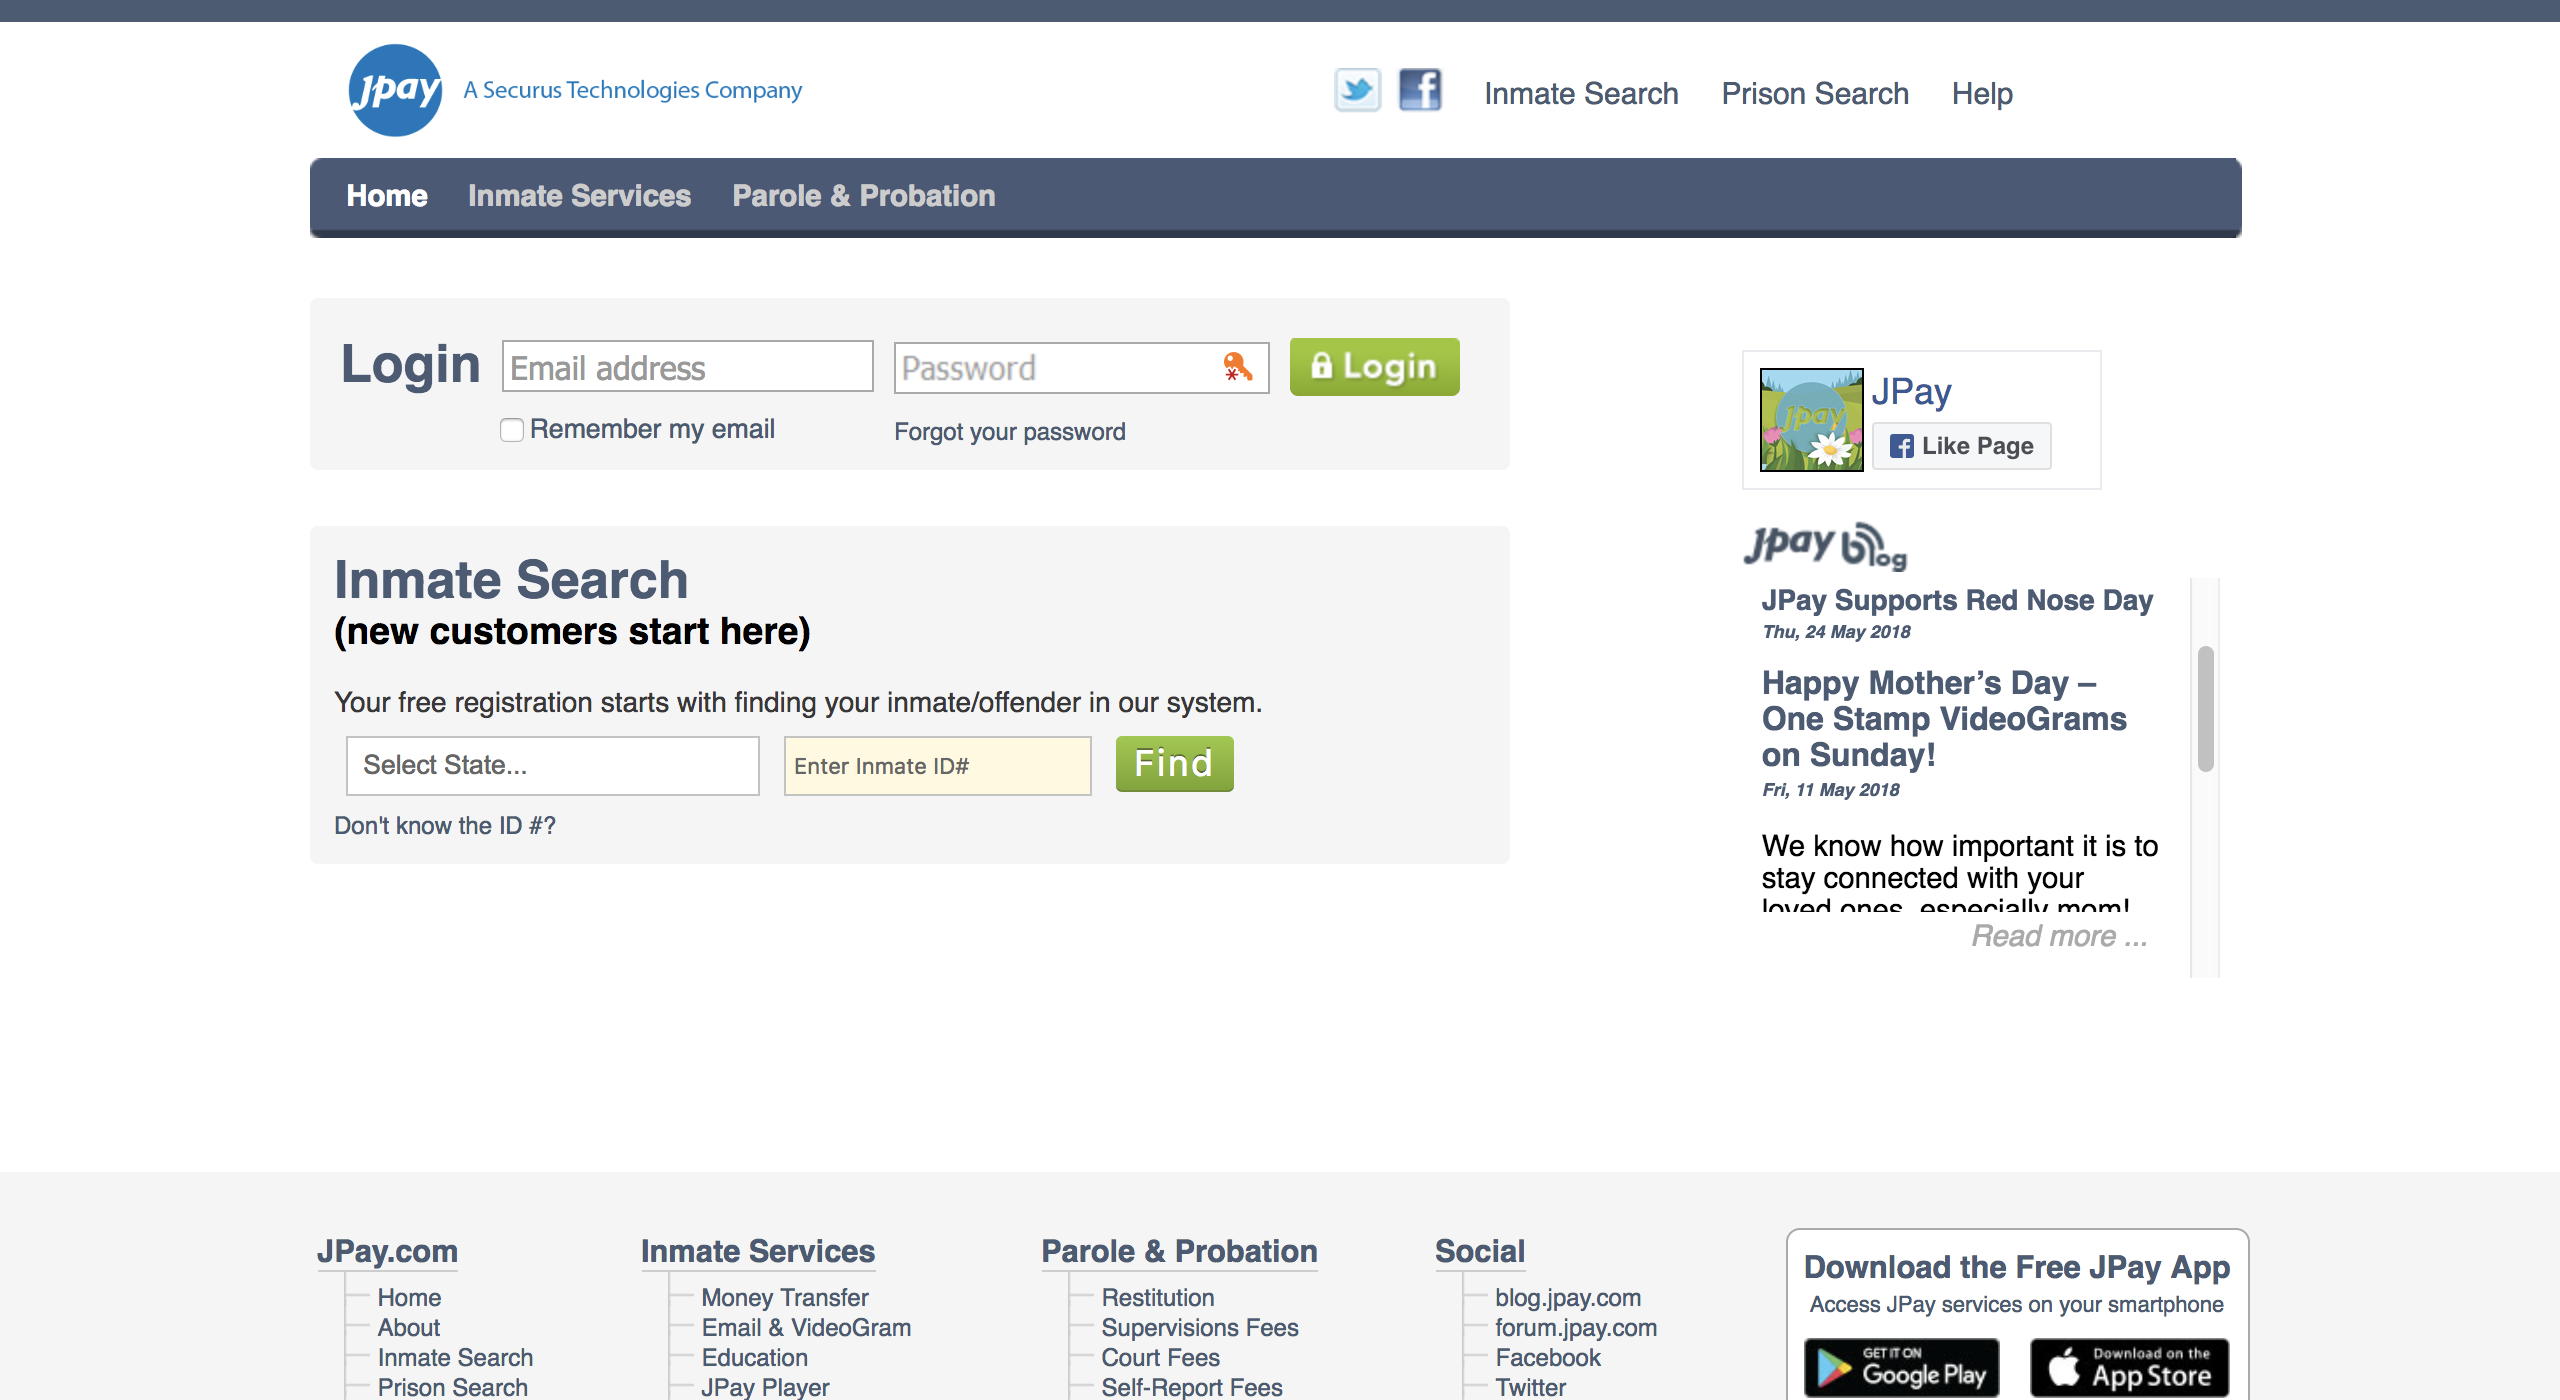 Jpay A Securus Technologies Company
Inmate Search Prison Search Help
Home Inmate Services Parole & Probation
Login Email address Password Login
Remember my email Forgot your password
JPay
Jpay
Like Page
Inmate Search
(new customers start here)
Your free registration starts with finding your inmate/offender in our system.
Select State... Enter Inmate ID# Find
Don't know the ID #?
Jpay Blog
JPay Supports Red Nose Day
Thu, 24 May 2018
Happy Mother’s Day –
One Stamp VideoGrams
on Sunday!
Fri, 11 May 2018
We know how important it is to
stay connected with your
loved ones, especially mom!
Read more ...
JPay.com
Home
About
Inmate Search
Prison Search
Inmate Services
Money Transfer
Email & VideoGram
Education
JPay Player
Parole & Probation
Restitution
Supervisions Fees
Court Fees
Self-Report Fees
Social
blog.jpay.com
forum.jpay.com
Facebook
Twitter
Download the Free JPay App
Access JPay services on your smartphone
GET IT ON
Google Play
Download on the
App Store